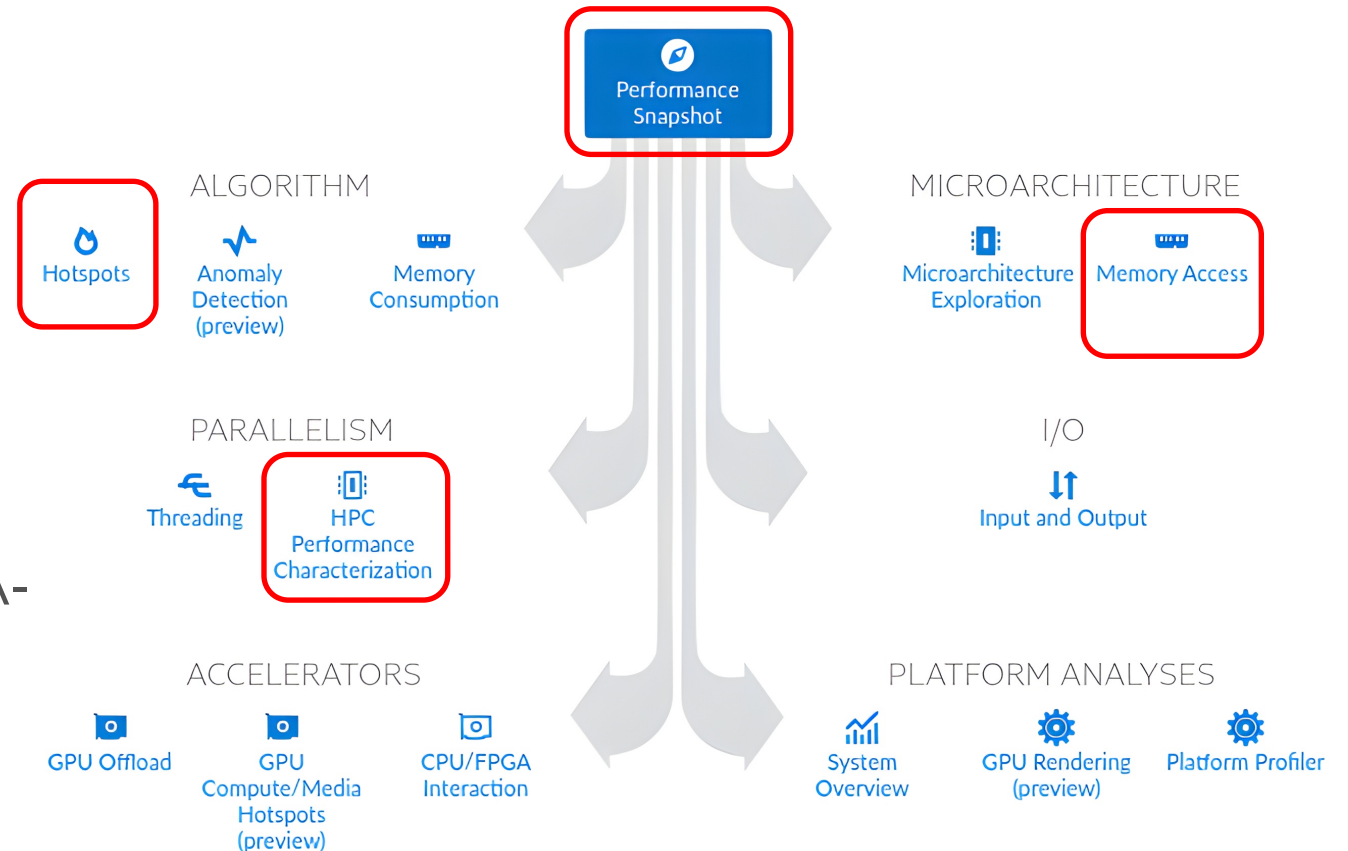 Performance
Snapshot
ALGORITHM
Hotspots
Anomaly
Detection
(preview)
Memory
Consumption
MICROARCHITECTURE
Microarchitecture
Exploration
Memory Access
PARALLELISM
Threading
HPC
Performance
Characterization
I/O
Input and Output
A-
ACCELERATORS
GPU Offload
GPU
Compute/Media
Hotspots
(preview)
CPU/FPGA
Interaction
PLATFORM ANALYSES
System
Overview
GPU Rendering
(preview)
Platform Profiler